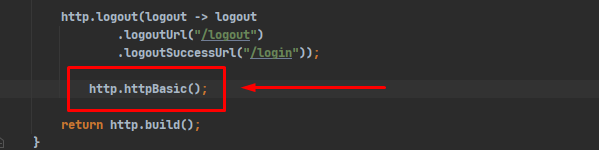 http.logout(logout -> logout
.logoutUrl("/logout")
.logoutSuccessUrl("/login"));
http.httpBasic();
return http.build();
}